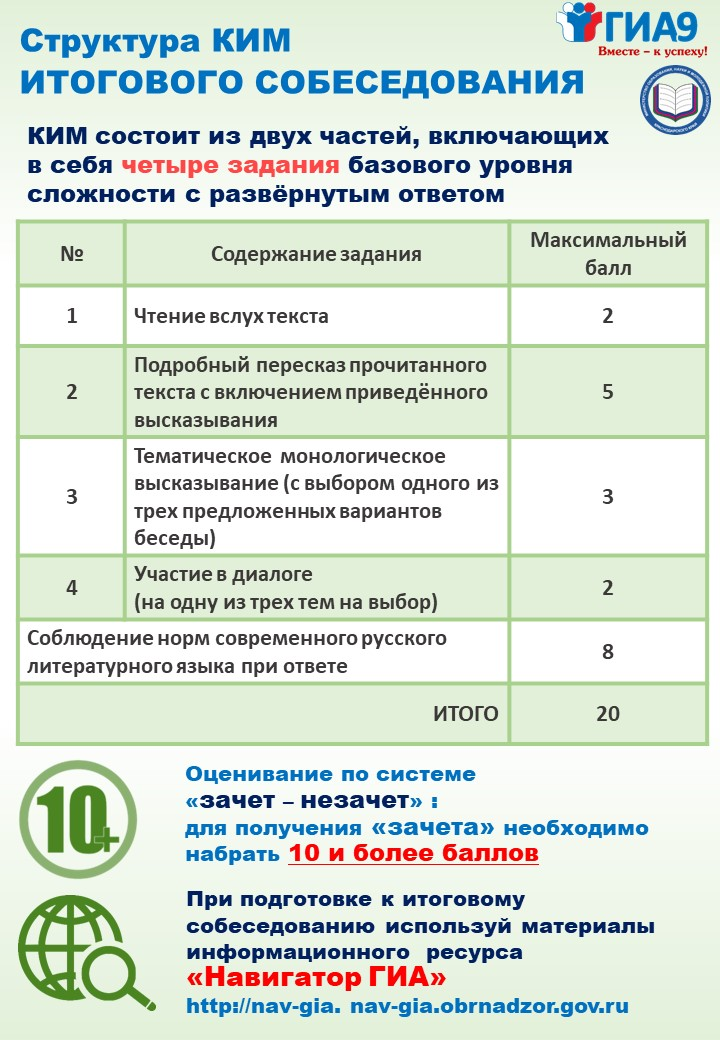 Структура КИМ
ИТОГОВОГО СОБЕСЕДОВАНИЯ
ГИА9
Вместе – к успеху!
КИМ состоит из двух частей, включающих
в себя четыре задания базового уровня
сложности с развёрнутым ответом
№ Содержание задания Максимальный
балл
1 Чтение вслух текста 2
2 Подробный пересказ прочитанного
текста с включением приведённого
высказывания 5
3 Тематическое монологическое
высказывание (с выбором одного из
трех предложенных вариантов
беседы) 3
4 Участие в диалоге
(на одну из трех тем на выбор) 2
Соблюдение норм современного русского
литературного языка при ответе 8
ИТОГО 20
10+
Оценивание по системе
«зачет – незачет» :
для получения «зачета» необходимо
набрать 10 и более баллов
При подготовке к итоговому
собеседованию используй материалы
информационного ресурса
«Навигатор ГИА»
http://nav-gia. nav-gia.obrnadzor.gov.ru